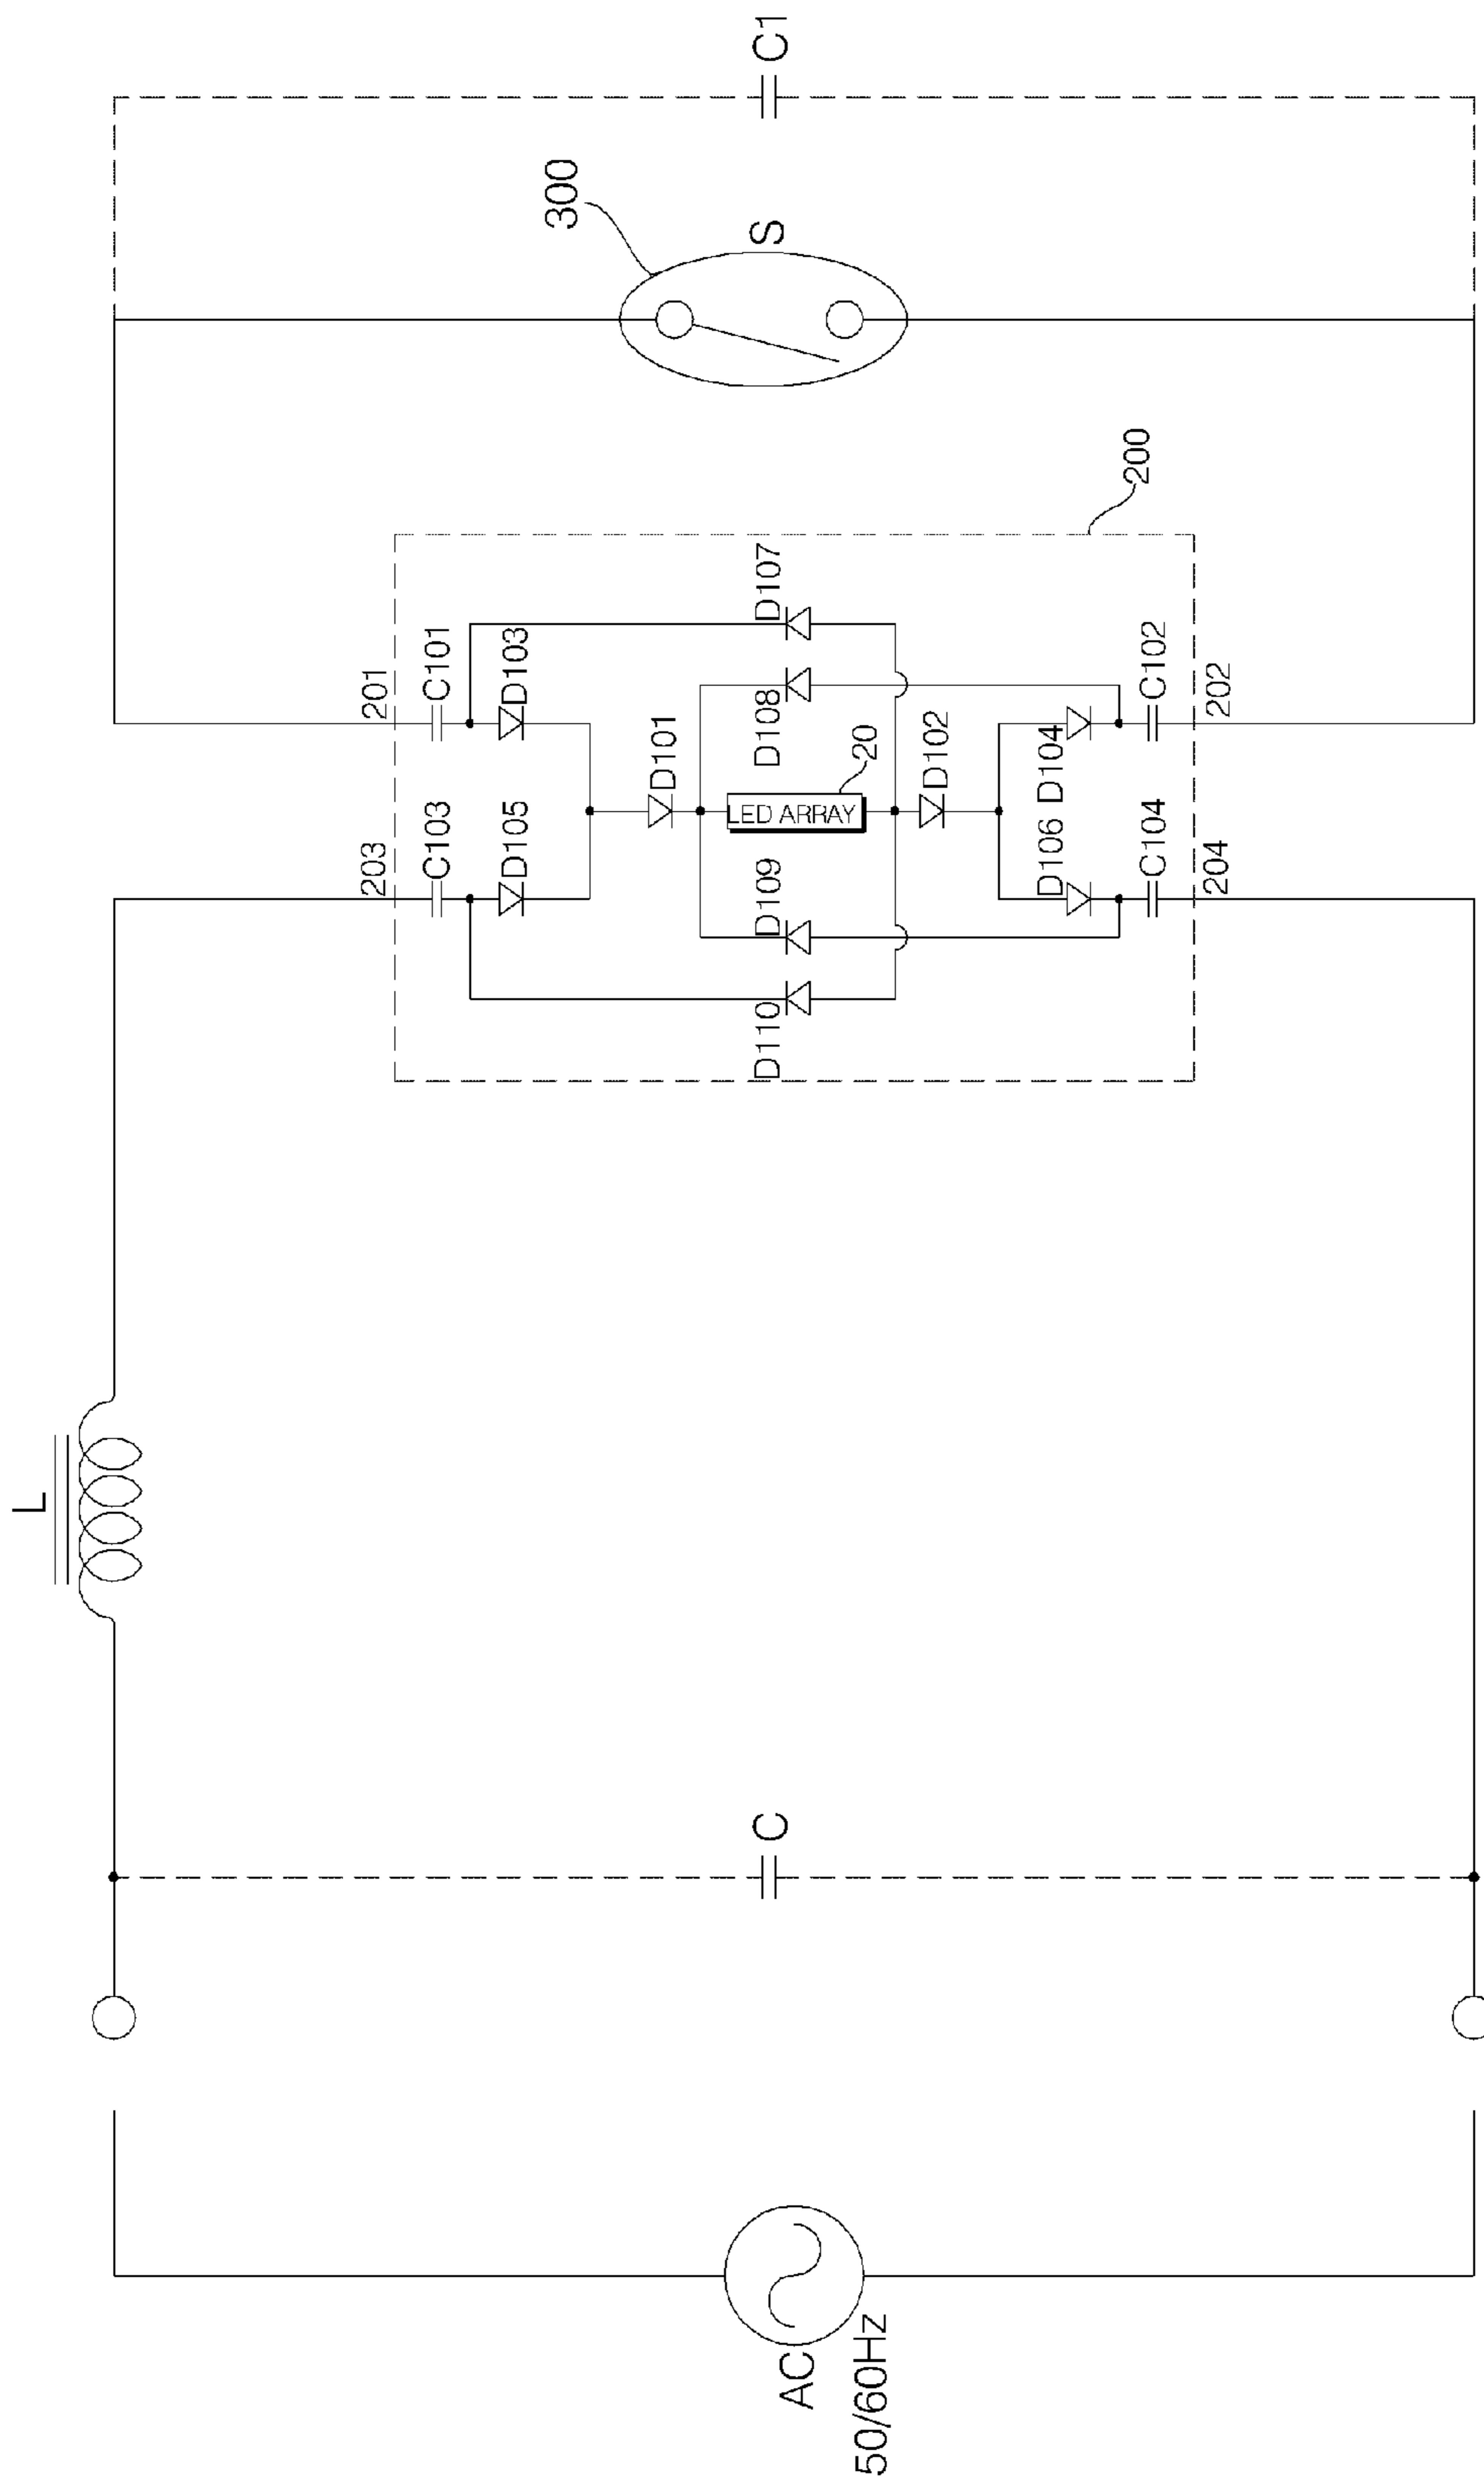 L
C1
300
S
200
201
C101
D103
D107
D108
D101
203
C103
D105
LED ARRAY
20
D102
D104
C102
202
D109
D110
D106
C104
204
C
AC
50/60Hz